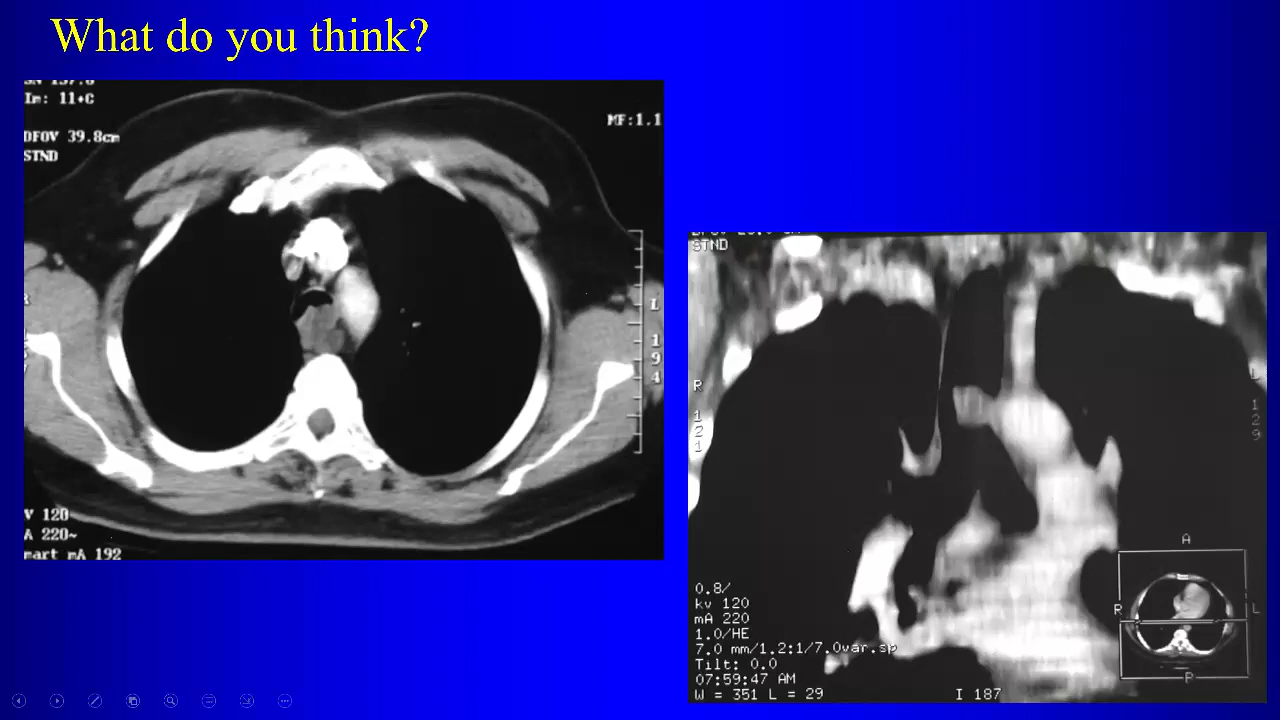 What do you think?
Im: 11+C
DFOV 39.8cm
STND
MF:1.1
R
L
1
9
4
120
A 220~
mart mA 192
STND
R
1
2
1
L
1
2
9
A
R
L
P
0.8/
kv 120
mA 220
1.0/HE
7.0 mm/1.2:1/7.0var.sp
Tilt: 0.0
07:59:47 AM
W = 351 L = 29
I 187